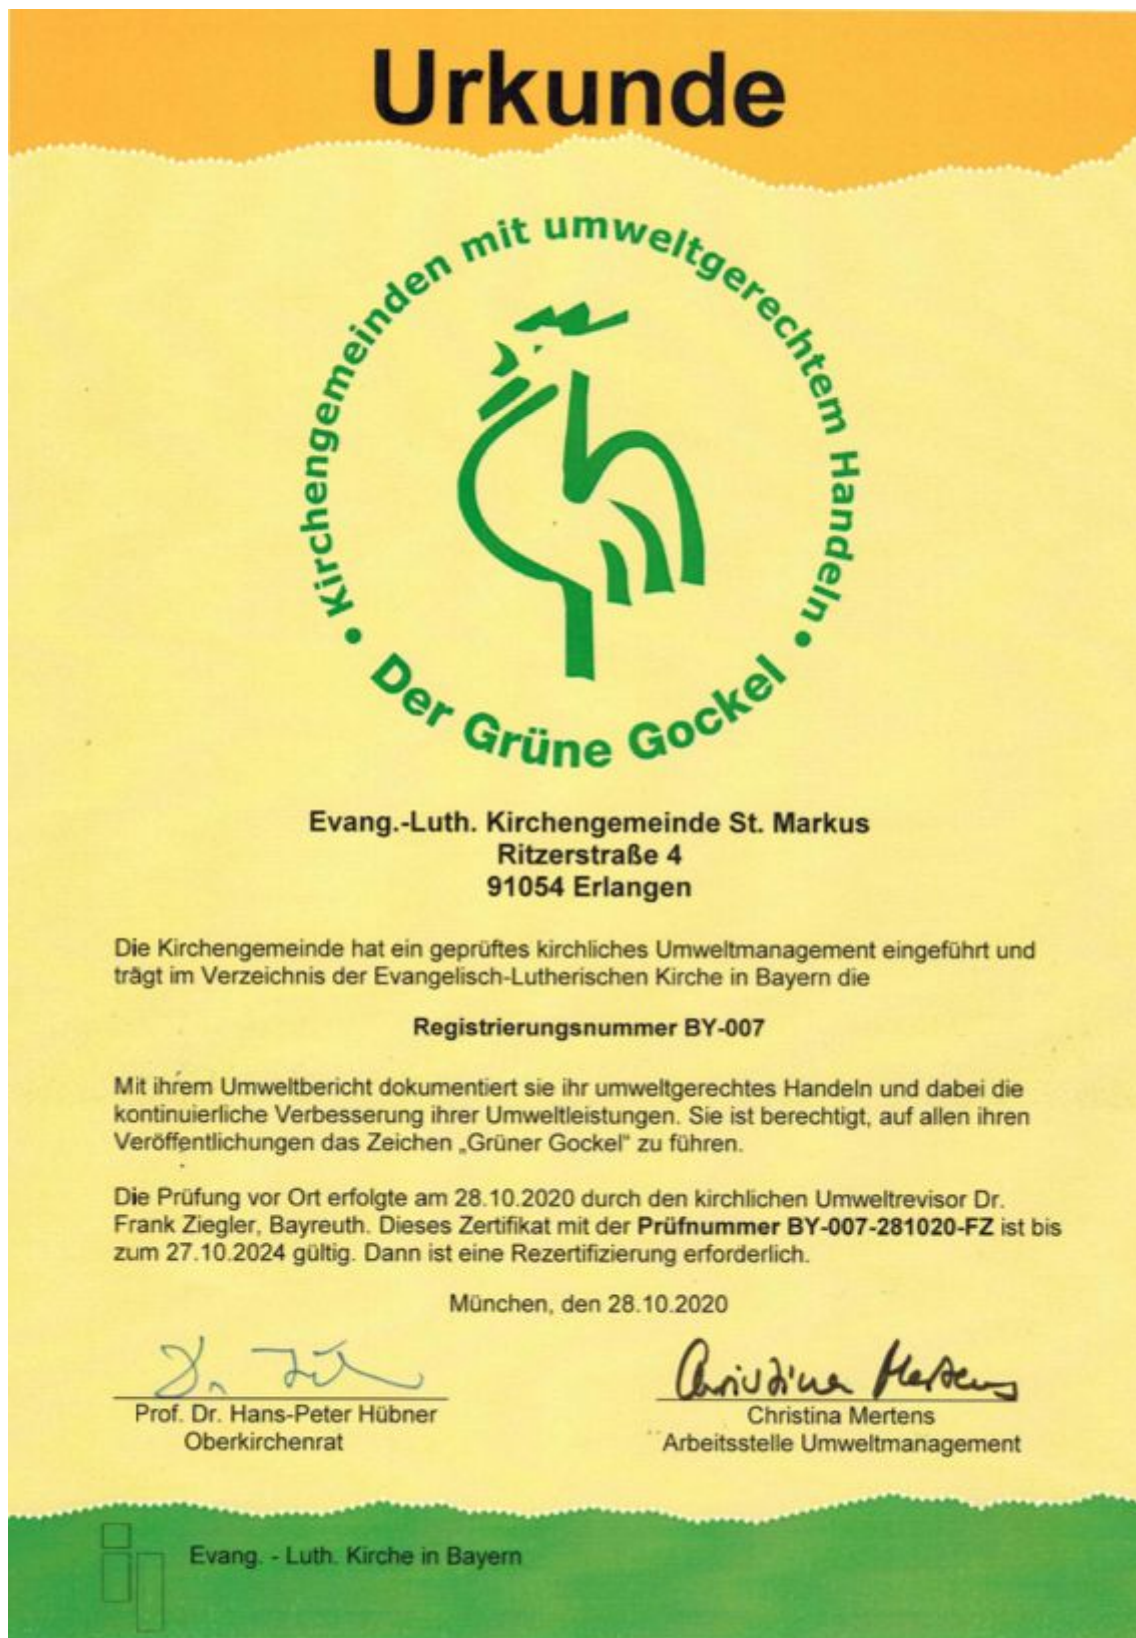 Urkunde
• Kirchengemeinden mit umweltgerechtem Handeln •
Der Grüne Gockel
Evang.-Luth. Kirchengemeinde St. Markus
Ritzerstraße 4
91054 Erlangen
Die Kirchengemeinde hat ein geprüftes kirchliches Umweltmanagement eingeführt und
trägt im Verzeichnis der Evangelisch-Lutherischen Kirche in Bayern die
Registrierungsnummer BY-007
Mit ihrem Umweltbericht dokumentiert sie ihr umweltgerechtes Handeln und dabei die
kontinuierliche Verbesserung ihrer Umweltleistungen. Sie ist berechtigt, auf allen ihren
Veröffentlichungen das Zeichen „Grüner Gockel“ zu führen.
Die Prüfung vor Ort erfolgte am 28.10.2020 durch den kirchlichen Umweltrevisor Dr.
Frank Ziegler, Bayreuth. Dieses Zertifikat mit der Prüfnummer BY-007-281020-FZ ist bis
zum 27.10.2024 gültig. Dann ist eine Rezertifizierung erforderlich.
München, den 28.10.2020
Christina Mertens
Prof. Dr. Hans-Peter Hübner
Oberkirchenrat
Christina Mertens
Arbeitsstelle Umweltmanagement
Evang. - Luth. Kirche in Bayern